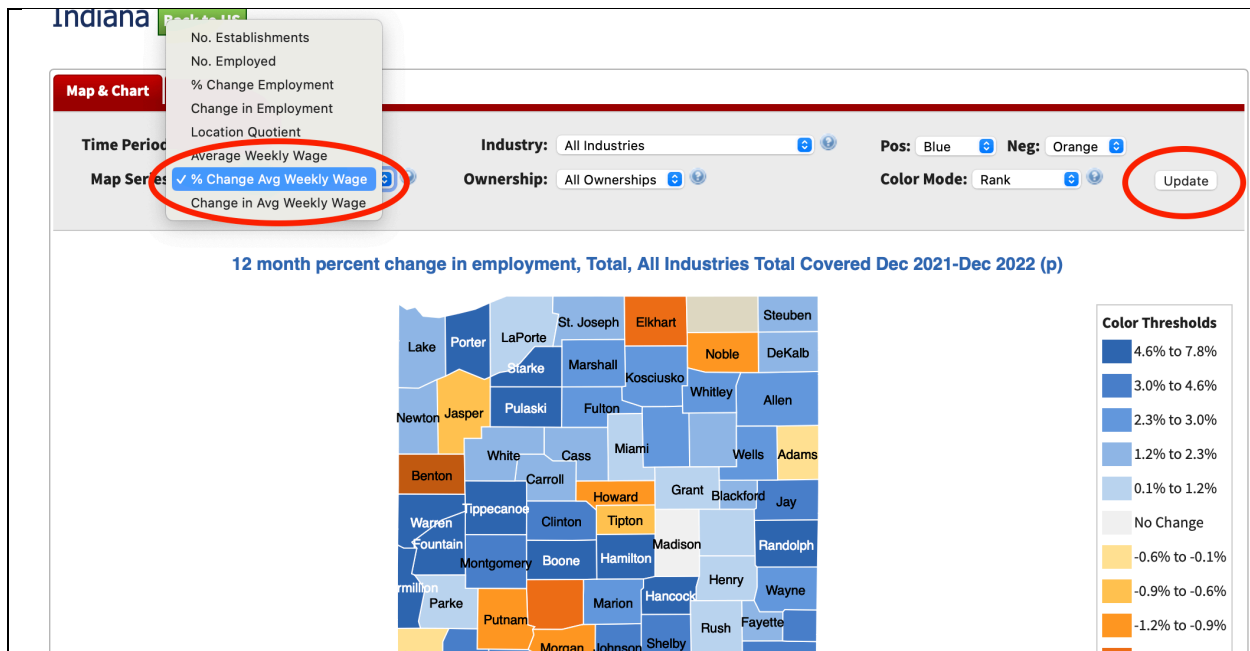 Indiana Back to US
No. Establishments
No. Employed
% Change Employment
Change in Employment
Location Quotient
Average Weekly Wage
✓ % Change Avg Weekly Wage
Change in Avg Weekly Wage
Map & Chart
Time Period
Industry: All Industries
Pos: Blue Neg: Orange
Map Series
Ownership: All Ownerships
Color Mode: Rank
Update
12 month percent change in employment, Total, All Industries Total Covered Dec 2021-Dec 2022 (p)
Lake
Porter
LaPorte
St. Joseph
Elkhart
Steuben
Starke
Marshall
Kosciusko
Noble
DeKalb
Whitley
Allen
Newton
Jasper
Pulaski
Fulton
White
Cass
Miami
Wells
Adams
Benton
Carroll
Howard
Grant
Blackford
Jay
Warren
Tippecanoe
Clinton
Tipton
Madison
Randolph
Fountain
Montgomery
Boone
Hamilton
Henry
Wayne
rmillion
Parke
Putnam
Marion
Hancock
Rush
Fayette
Morgan
Johnson
Shelby
Color Thresholds
4.6% to 7.8%
3.0% to 4.6%
2.3% to 3.0%
1.2% to 2.3%
0.1% to 1.2%
No Change
-0.6% to -0.1%
-0.9% to -0.6%
-1.2% to -0.9%